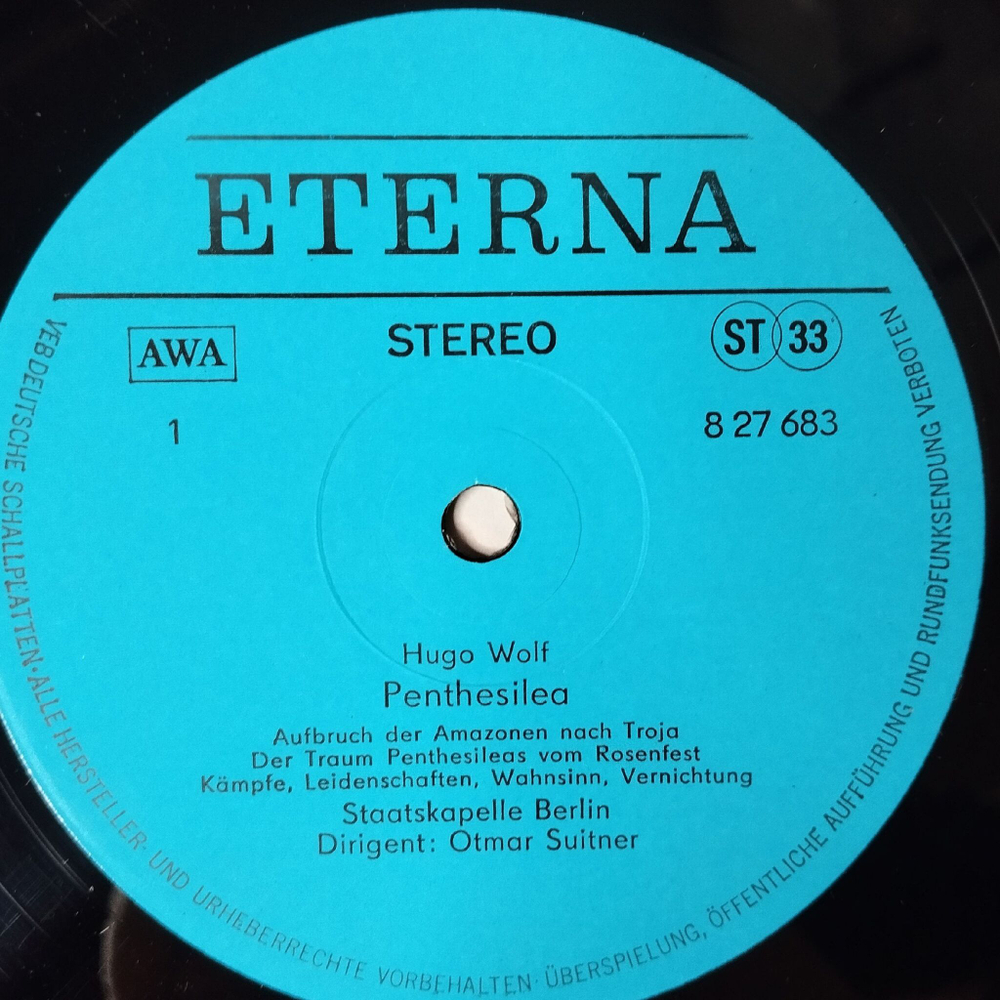 ETERNA
AWA
STEREO
ST 33
1
8 27 683
Hugo Wolf
Penthesilea
Aufbruch der Amazonen nach Troja
Der Traum Penthesileas vom Rosenfest
Kämpfe, Leidenschaften, Wahnsinn, Vernichtung
Staatskapelle Berlin
Dirigent: Otmar Suitner
VEB DEUTSCHE SCHALLPLATTEN · ALLE HERSTELLER- UND URHEBERRECHTE VORBEHALTEN · ÜBERSPIELUNG, ÖFFENTLICHE AUFFÜHRUNG UND RUNDFUNKSENDUNG VERBOTEN